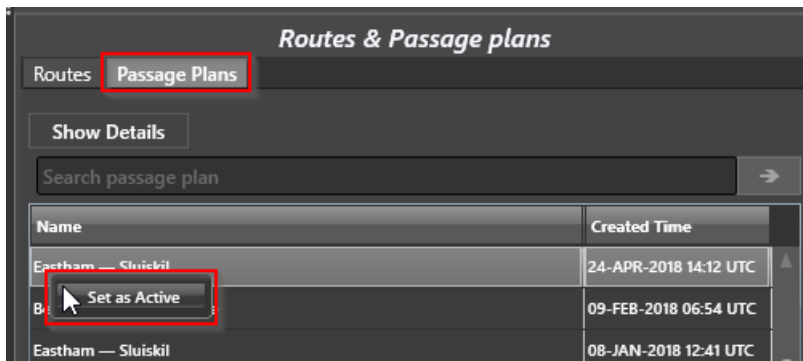 Routes & Passage plans
Routes Passage Plans
Show Details
Search passage plan
Name Created Time
Eastham — Sluiskil 24-APR-2018 14:12 UTC
Set as Active
09-FEB-2018 06:54 UTC
Eastham — Sluiskil 08-JAN-2018 12:41 UTC